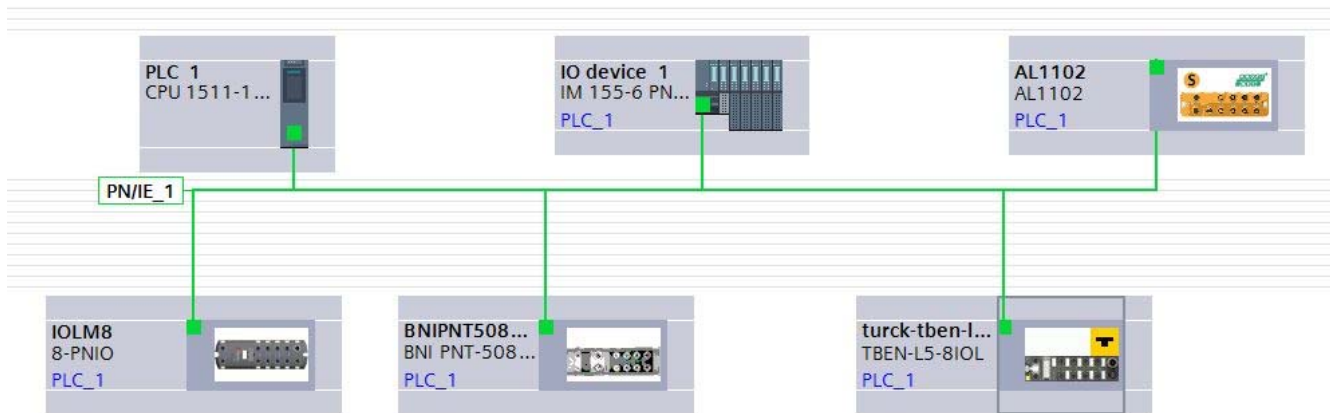 PLC_1
CPU 1511-1...
IO device_1
IM 155-6 PN...
PLC_1
AL1102
AL1102
PLC_1
S
PN/IE_1
IOLM8
8-PNIO
PLC_1
BNIPNT508...
BNI PNT-508...
PLC_1
turck-tben-l...
TBEN-L5-8IOL
PLC_1